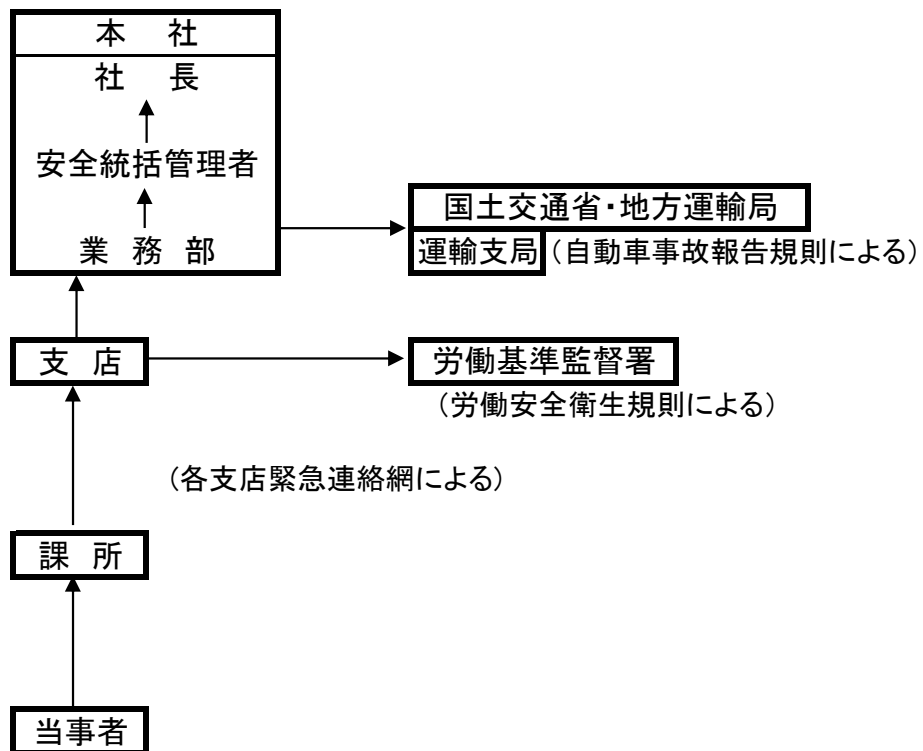 本 社
社 長
安全統括管理者
業 務 部
国土交通省・地方運輸局
運輸支局 (自動車事故報告規則による)
支 店
労働基準監督署
(労働安全衛生規則による)
(各支店緊急連絡網による)
課 所
当事者